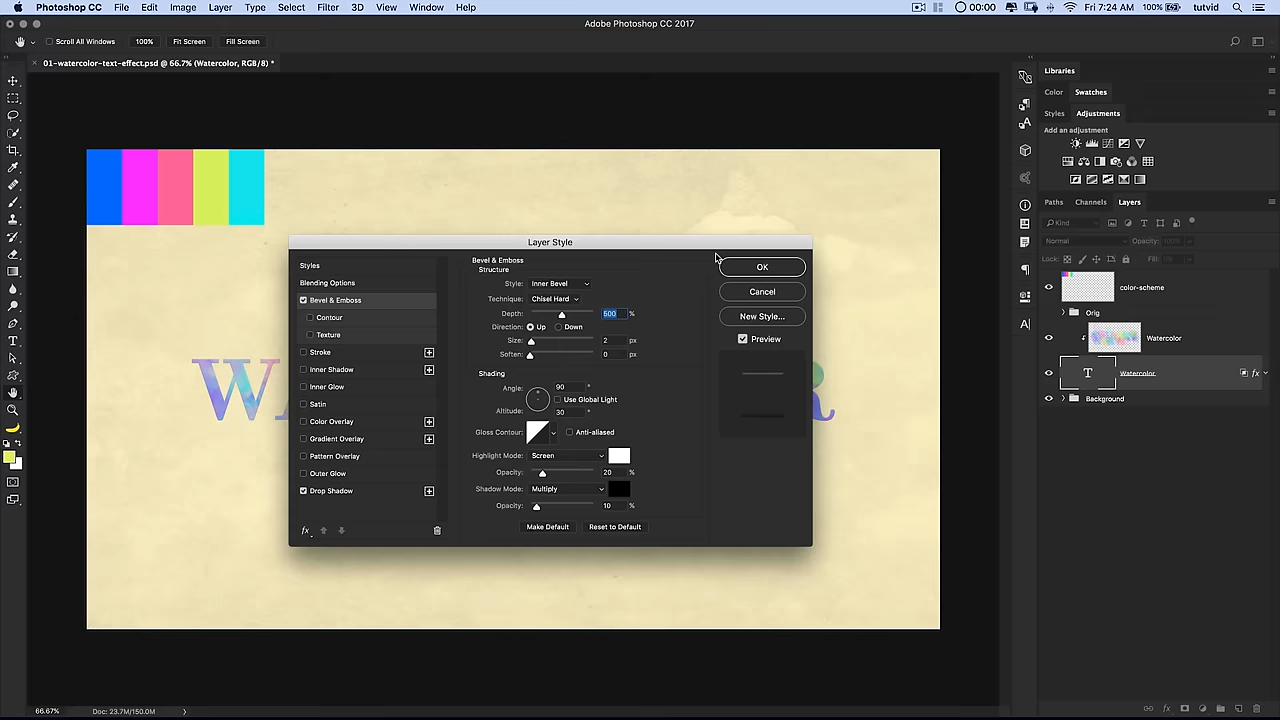 Photoshop CC File Edit Image Layer Type Select Filter 3D View Window Help 00:00 100% Fri 7:24 AM tutvid
Adobe Photoshop CC 2017
Scroll All Windows 100% Fit Screen Fill Screen
01-watercolor-text-effect.psd @ 66.7% (Watercolor, RGB/8) *
Libraries
Color Swatches
Styles Adjustments
Add an adjustment
Paths Channels Layers
Kind
Normal Opacity: 100%
Lock: Fill:
color-scheme
Orig
Watercolor
T Watercolor fx
Background
W
Layer Style
Styles
Blending Options
Bevel & Emboss
Contour
Texture
Stroke
Inner Shadow
Inner Glow
Satin
Color Overlay
Gradient Overlay
Pattern Overlay
Outer Glow
Drop Shadow
fx
Bevel & Emboss
Structure
Style: Inner Bevel
Technique: Chisel Hard
Depth: 500 %
Direction: Up Down
Size: 2 px
Soften: 0 px
Shading
Angle: 90 °
Use Global Light
Altitude: 30 °
Gloss Contour: Anti-aliased
Highlight Mode: Screen
Opacity: 20 %
Shadow Mode: Multiply
Opacity: 10 %
Make Default Reset to Default
OK
Cancel
New Style...
Preview
66.67% Doc: 23.7M/150.0M